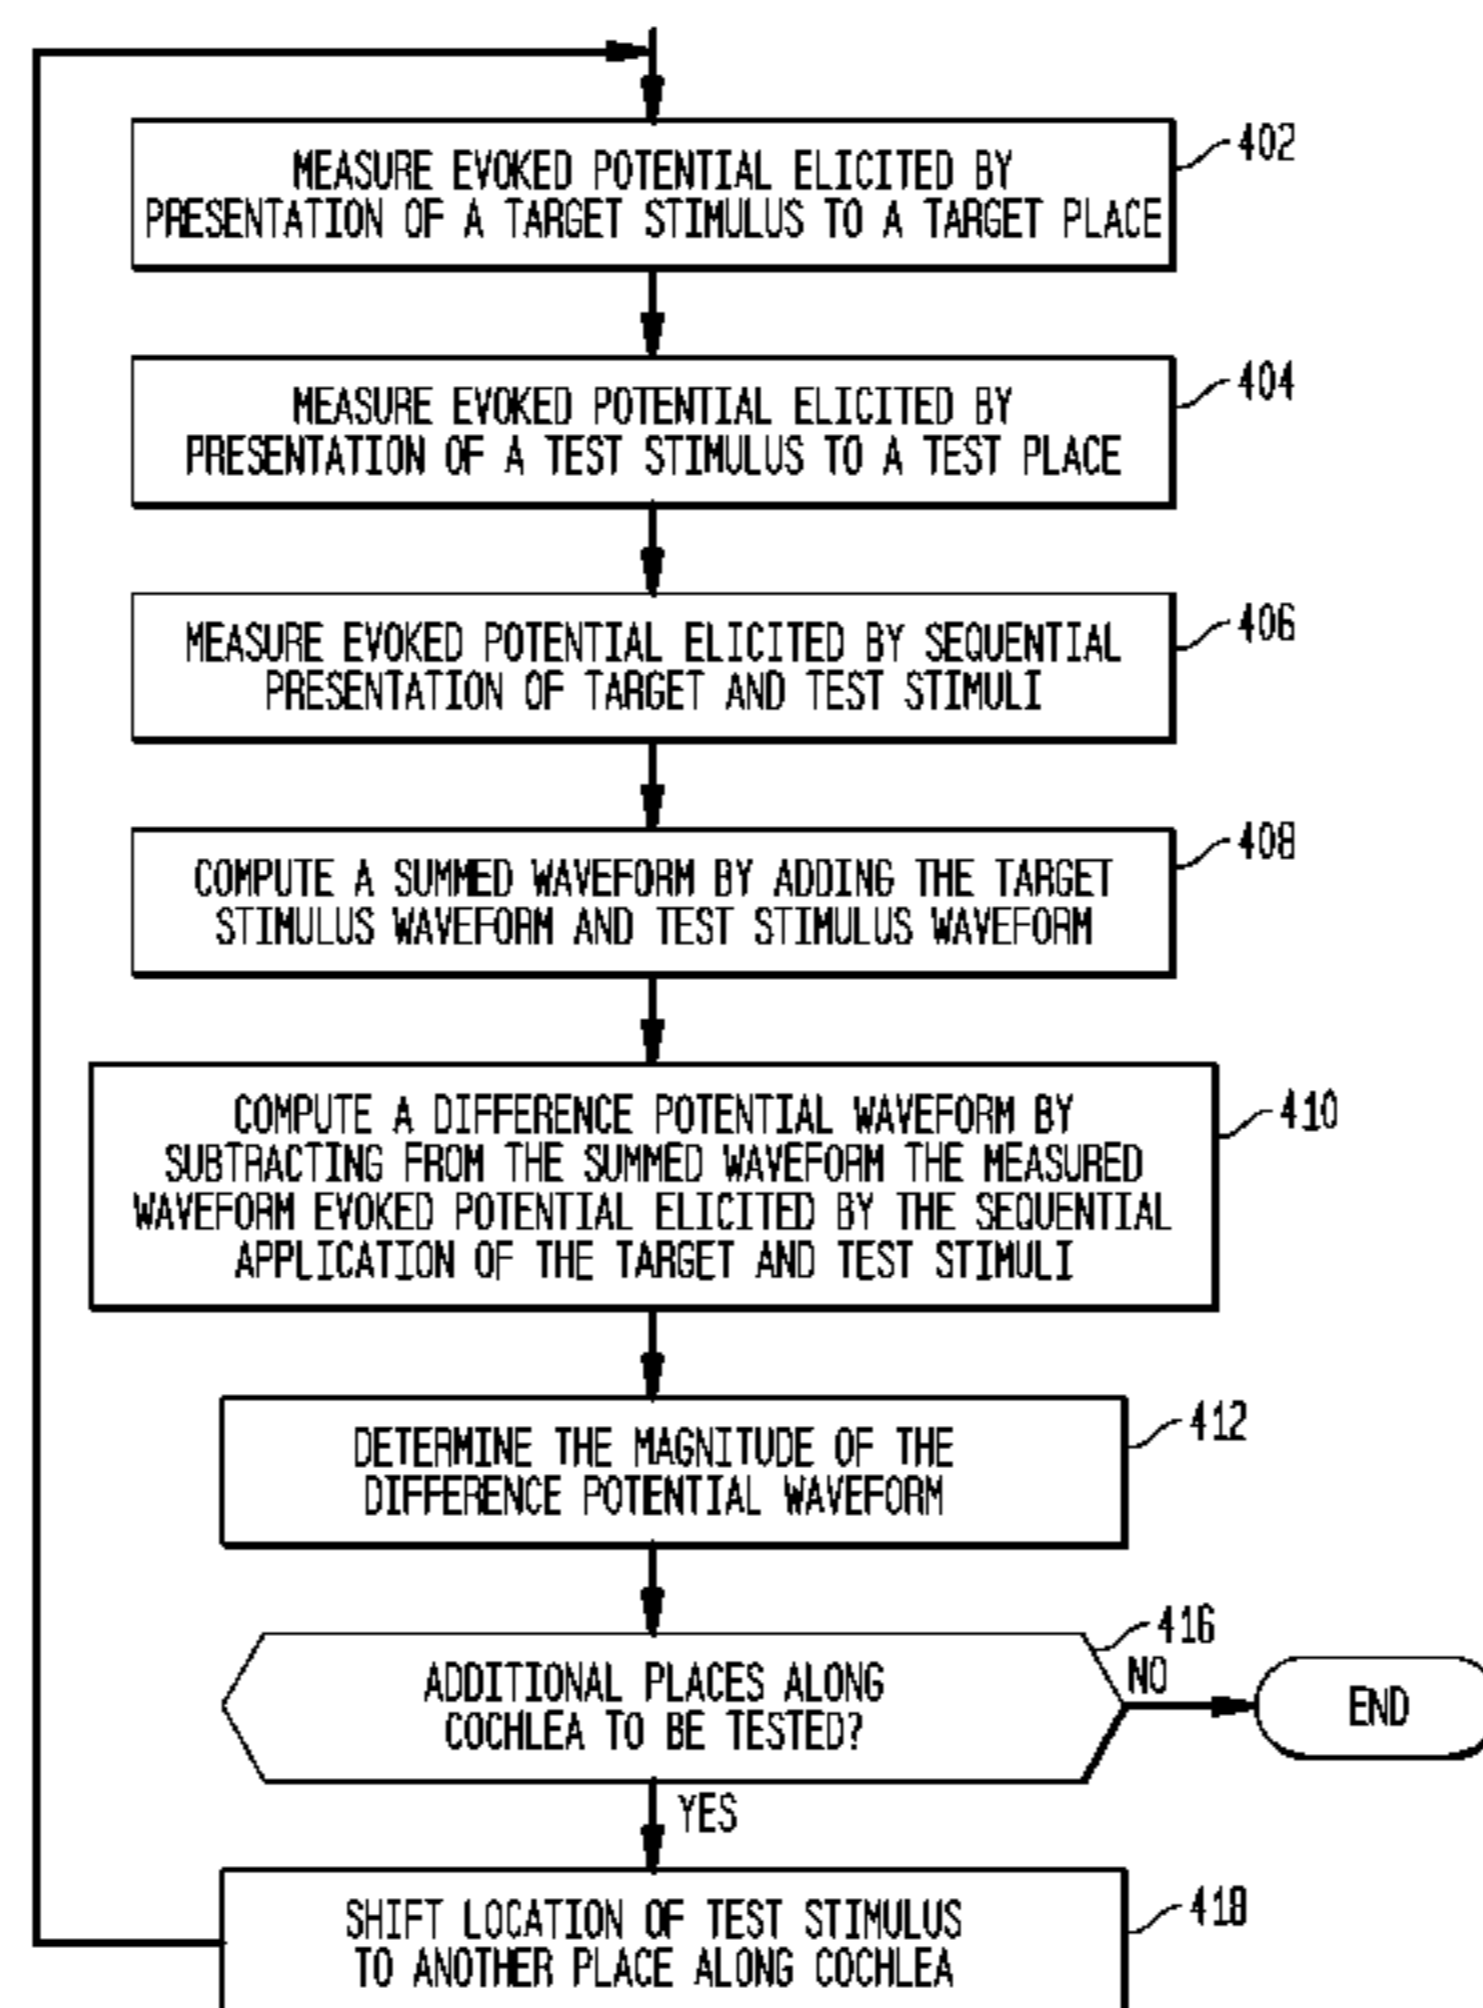 402
MEASURE EVOKED POTENTIAL ELICITED BY
PRESENTATION OF A TARGET STIMULUS TO A TARGET PLACE
404
MEASURE EVOKED POTENTIAL ELICITED BY
PRESENTATION OF A TEST STIMULUS TO A TEST PLACE
406
MEASURE EVOKED POTENTIAL ELICITED BY SEQUENTIAL
PRESENTATION OF TARGET AND TEST STIMULI
408
COMPUTE A SUMMED WAVEFORM BY ADDING THE TARGET
STIMULUS WAVEFORM AND TEST STIMULUS WAVEFORM
410
COMPUTE A DIFFERENCE POTENTIAL WAVEFORM BY
SUBTRACTING FROM THE SUMMED WAVEFORM THE MEASURED
WAVEFORM EVOKED POTENTIAL ELICITED BY THE SEQUENTIAL
APPLICATION OF THE TARGET AND TEST STIMULI
412
DETERMINE THE MAGNITUDE OF THE
DIFFERENCE POTENTIAL WAVEFORM
416
ADDITIONAL PLACES ALONG
COCHLEA TO BE TESTED?
NO
END
YES
418
SHIFT LOCATION OF TEST STIMULUS
TO ANOTHER PLACE ALONG COCHLEA